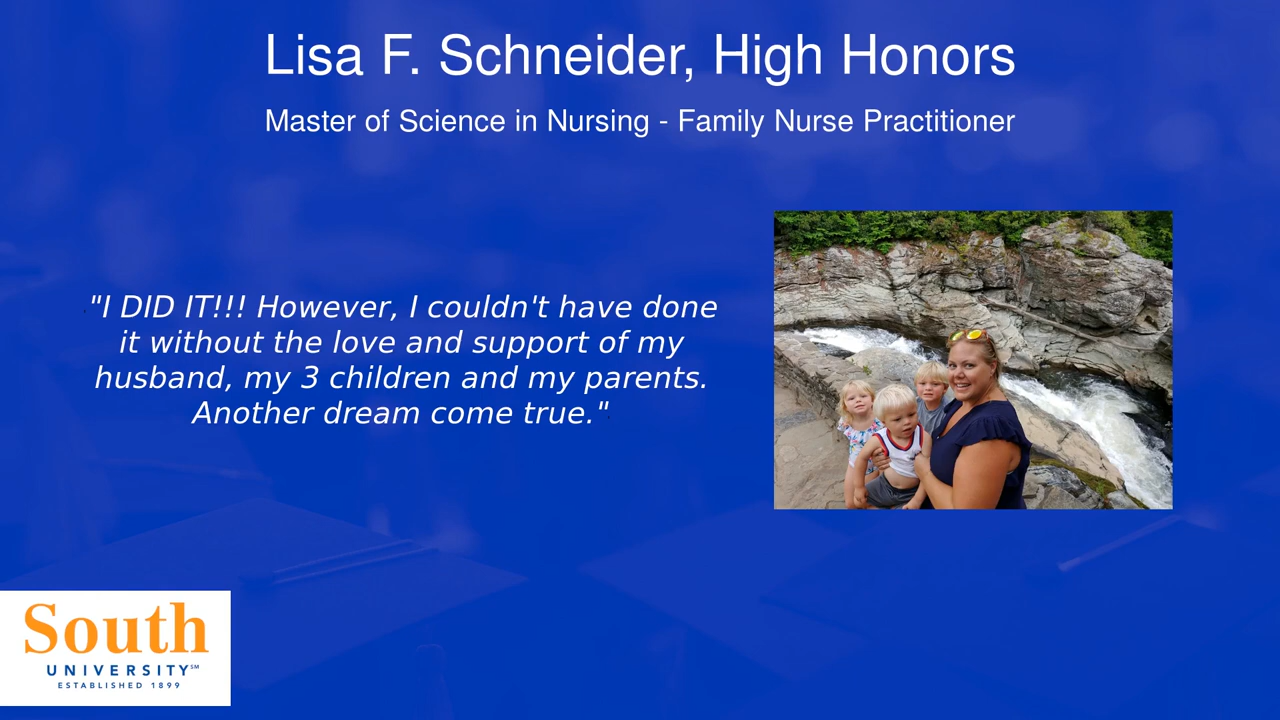 Lisa F. Schneider, High Honors
Master of Science in Nursing - Family Nurse Practitioner
"I DID IT!!! However, I couldn't have done
it without the love and support of my
husband, my 3 children and my parents.
Another dream come true."
South
UNIVERSITY℠
ESTABLISHED 1899